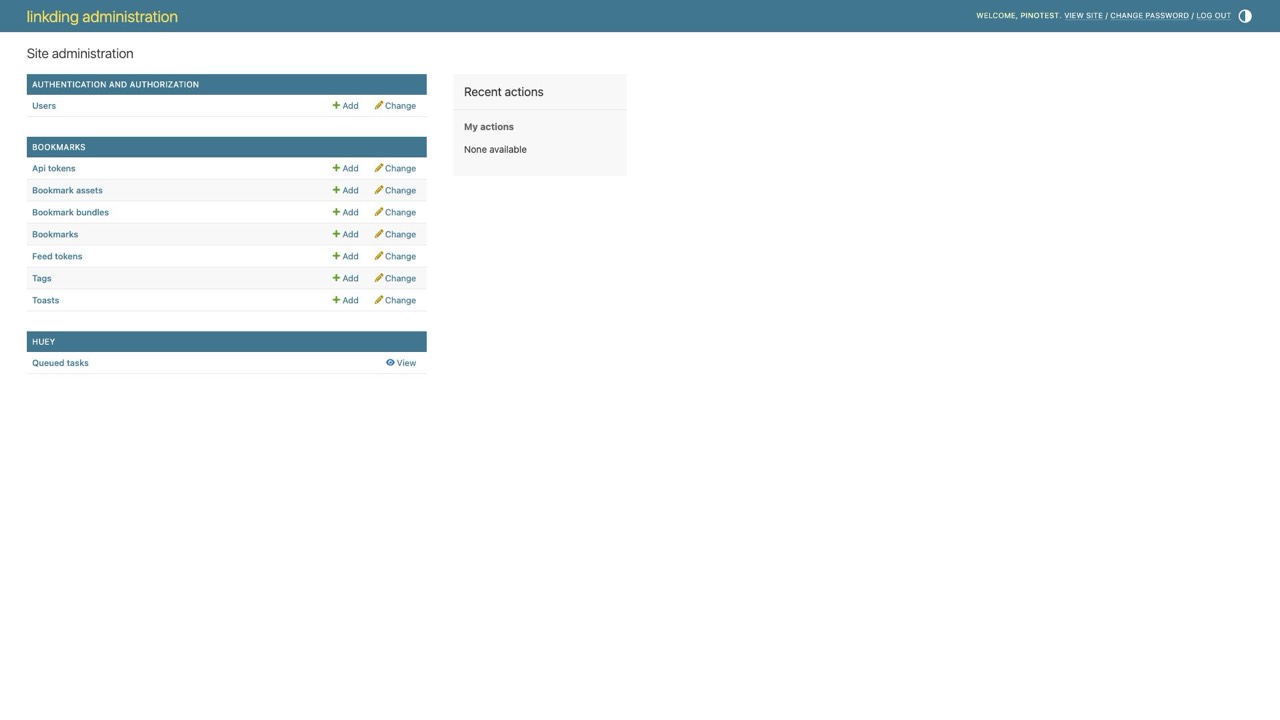 linkding administration
WELCOME, PINOTEST. VIEW SITE / CHANGE PASSWORD / LOG OUT
Site administration
AUTHENTICATION AND AUTHORIZATION
Users Add Change
BOOKMARKS
Api tokens Add Change
Bookmark assets Add Change
Bookmark bundles Add Change
Bookmarks Add Change
Feed tokens Add Change
Tags Add Change
Toasts Add Change
HUEY
Queued tasks View
Recent actions
My actions
None available